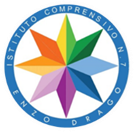 ISTITUTO COMPRENSIVO N. 7
ENZO DRAGO